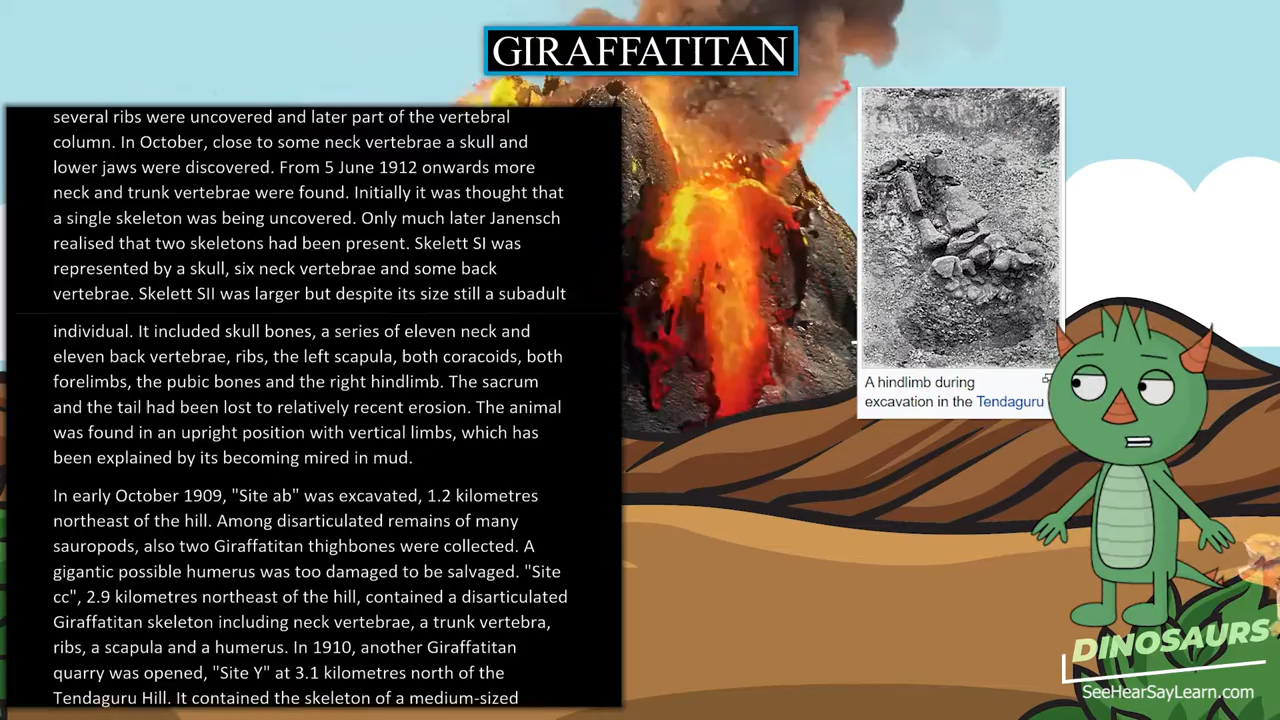 GIRAFFATITAN
several ribs were uncovered and later part of the vertebral
column. In October, close to some neck vertebrae a skull and
lower jaws were discovered. From 5 June 1912 onwards more
neck and trunk vertebrae were found. Initially it was thought that
a single skeleton was being uncovered. Only much later Janensch
realised that two skeletons had been present. Skelett SI was
represented by a skull, six neck vertebrae and some back
vertebrae. Skelett SII was larger but despite its size still a subadult
individual. It included skull bones, a series of eleven neck and
eleven back vertebrae, ribs, the left scapula, both coracoids, both
forelimbs, the pubic bones and the right hindlimb. The sacrum
and the tail had been lost to relatively recent erosion. The animal
was found in an upright position with vertical limbs, which has
been explained by its becoming mired in mud.
In early October 1909, "Site ab" was excavated, 1.2 kilometres
northeast of the hill. Among disarticulated remains of many
sauropods, also two Giraffatitan thighbones were collected. A
gigantic possible humerus was too damaged to be salvaged. "Site
cc", 2.9 kilometres northeast of the hill, contained a disarticulated
Giraffatitan skeleton including neck vertebrae, a trunk vertebra,
ribs, a scapula and a humerus. In 1910, another Giraffatitan
quarry was opened, "Site Y" at 3.1 kilometres north of the
Tendaguru Hill. It contained the skeleton of a medium-sized
A hindlimb during
excavation in the Tendaguru
DINOSAURS
SeeHearSayLearn.com